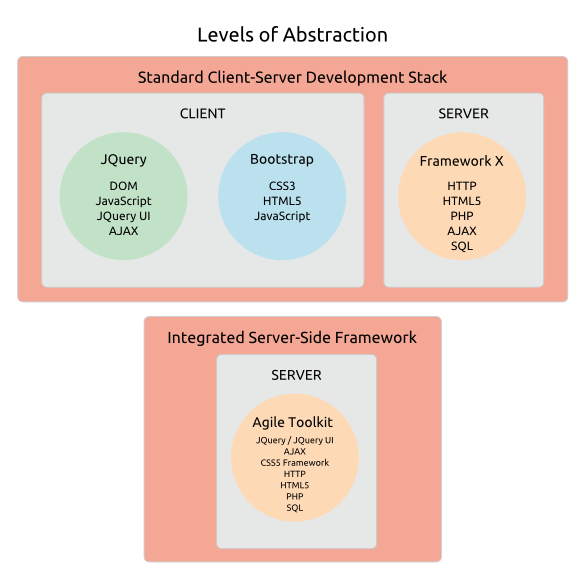 Levels of Abstraction
Standard Client-Server Development Stack
CLIENT
JQuery
DOM
JavaScript
JQuery UI
AJAX
Bootstrap
CSS3
HTML5
JavaScript
SERVER
Framework X
HTTP
HTML5
PHP
AJAX
SQL
Integrated Server-Side Framework
SERVER
Agile Toolkit
JQuery / JQuery UI
AJAX
CSS5 Framework
HTTP
HTML5
PHP
SQL